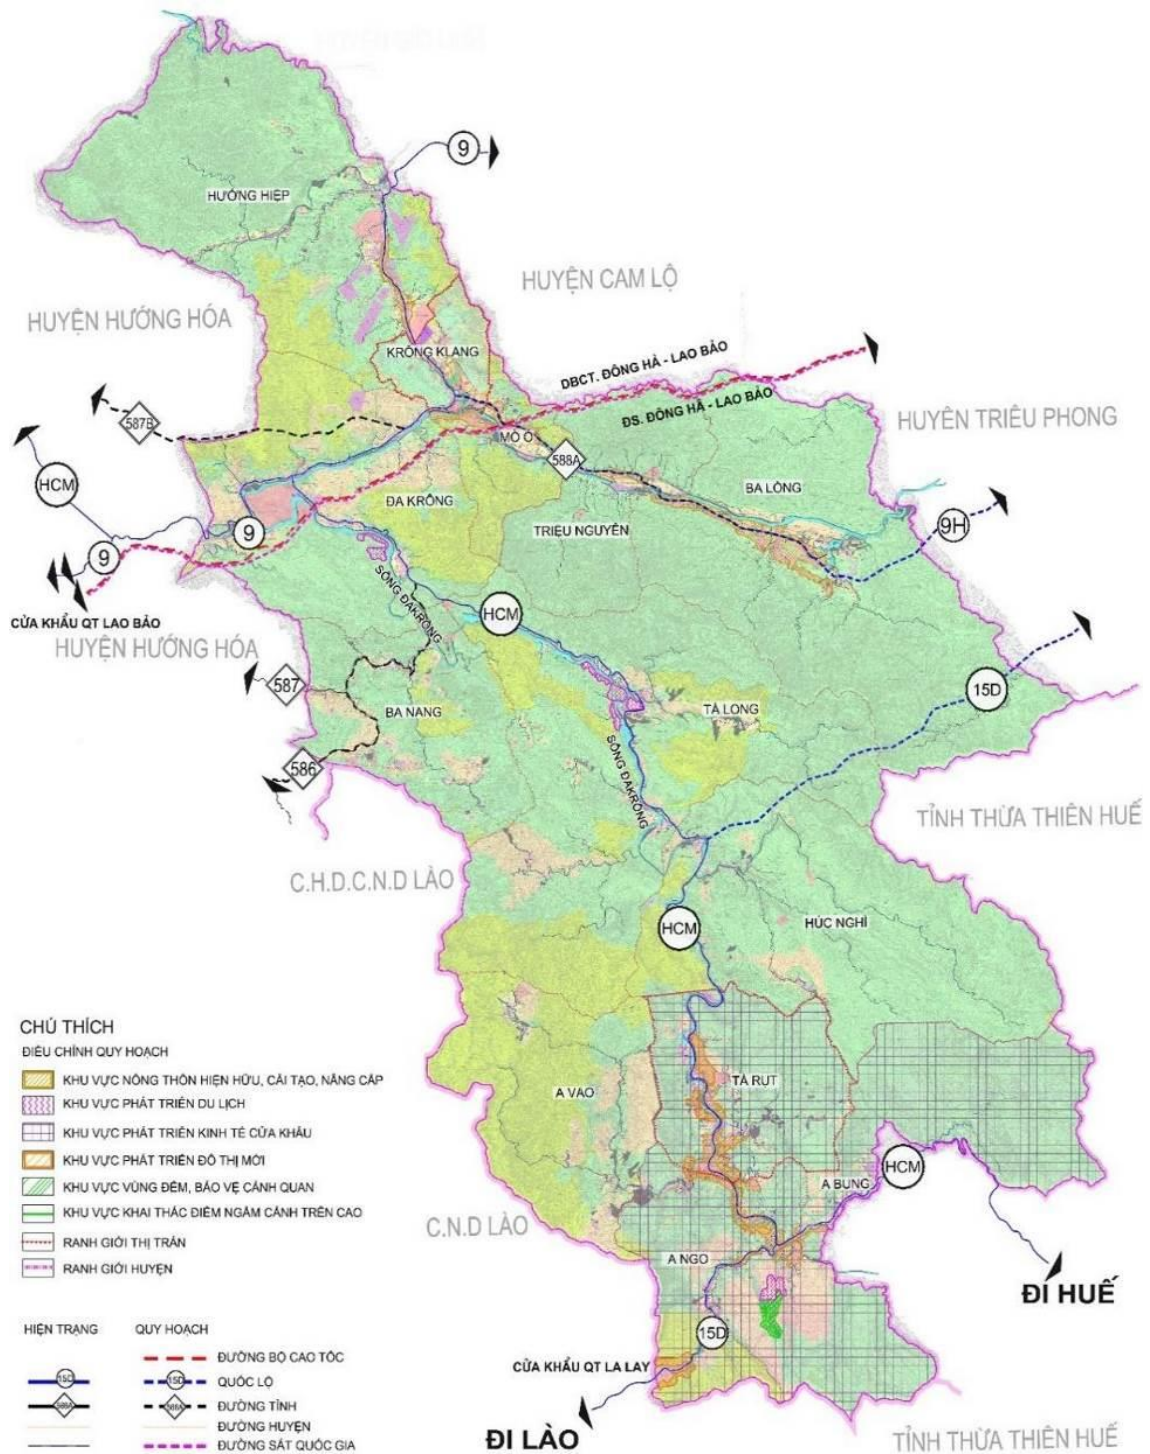 9
HƯỚNG HIỆP
HUYỆN CAM LỘ
HUYỆN HƯỚNG HÓA
KRÔNG KLANG
DBCT. ĐÔNG HÀ - LAO BẢO
ĐS. ĐÔNG HÀ - LAO BẢO
HUYỆN TRIỆU PHONG
587B
MÒ Ó
588A
HCM
BA LÒNG
ĐA KRÔNG
TRIỆU NGUYÊN
9H
9
9
CỬA KHẨU QT LAO BẢO
SÔNG ĐAKRÔNG
HCM
HUYỆN HƯỚNG HÓA
587
15D
BA NANG
TÀ LONG
586
SÔNG ĐAKRÔNG
TỈNH THỪA THIÊN HUẾ
C.H.D.C.N.D LÀO
HCM
HÚC NGHÌ
A VAO
TÀ RỤT
HCM
A BUNG
C.N.D LÀO
A NGO
ĐI HUẾ
15D
CỬA KHẨU QT LA LAY
ĐI LÀO
TỈNH THỪA THIÊN HUẾ
CHÚ THÍCH
ĐIỀU CHỈNH QUY HOẠCH
KHU VỰC NÔNG THÔN HIỆN HỮU, CẢI TẠO, NÂNG CẤP
KHU VỰC PHÁT TRIỂN DU LỊCH
KHU VỰC PHÁT TRIỂN KINH TẾ CỬA KHẨU
KHU VỰC PHÁT TRIỂN ĐÔ THỊ MỚI
KHU VỰC VÙNG ĐỆM, BẢO VỆ CẢNH QUAN
KHU VỰC KHAI THÁC ĐIỂM NGẮM CẢNH TRÊN CAO
RANH GIỚI THỊ TRẤN
RANH GIỚI HUYỆN
HIỆN TRẠNG QUY HOẠCH
ĐƯỜNG BỘ CAO TỐC
15D 15D QUỐC LỘ
588A 588A ĐƯỜNG TỈNH
ĐƯỜNG HUYỆN
ĐƯỜNG SẮT QUỐC GIA